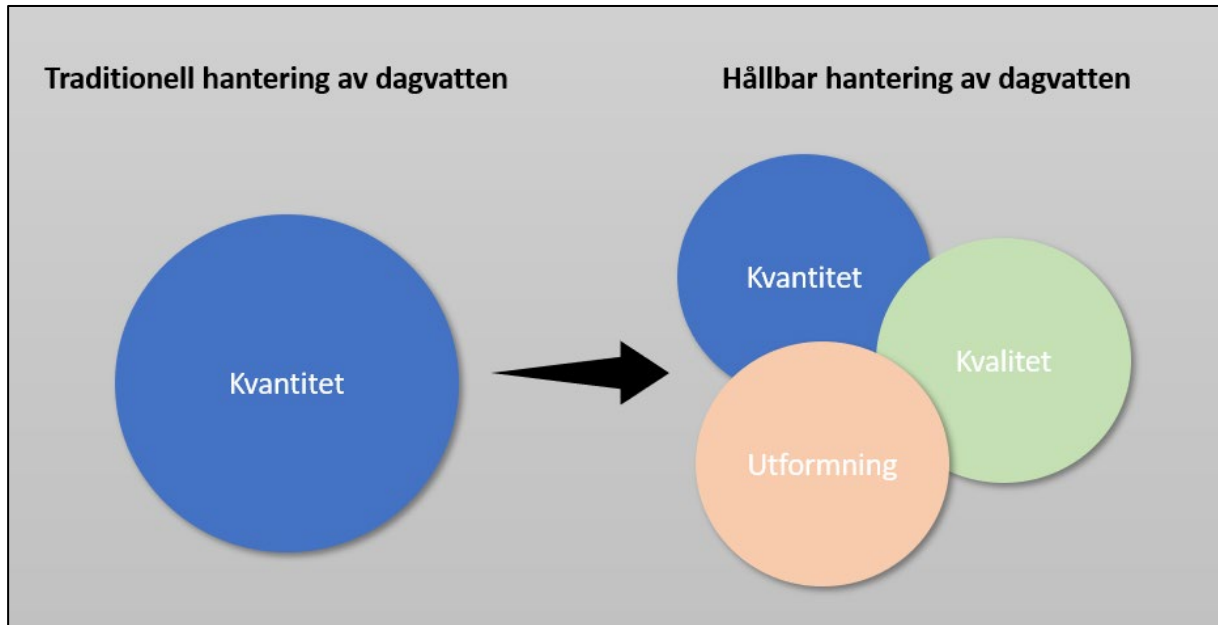 Traditionell hantering av dagvatten
Hållbar hantering av dagvatten
Kvantitet
Kvantitet
Kvalitet
Utformning